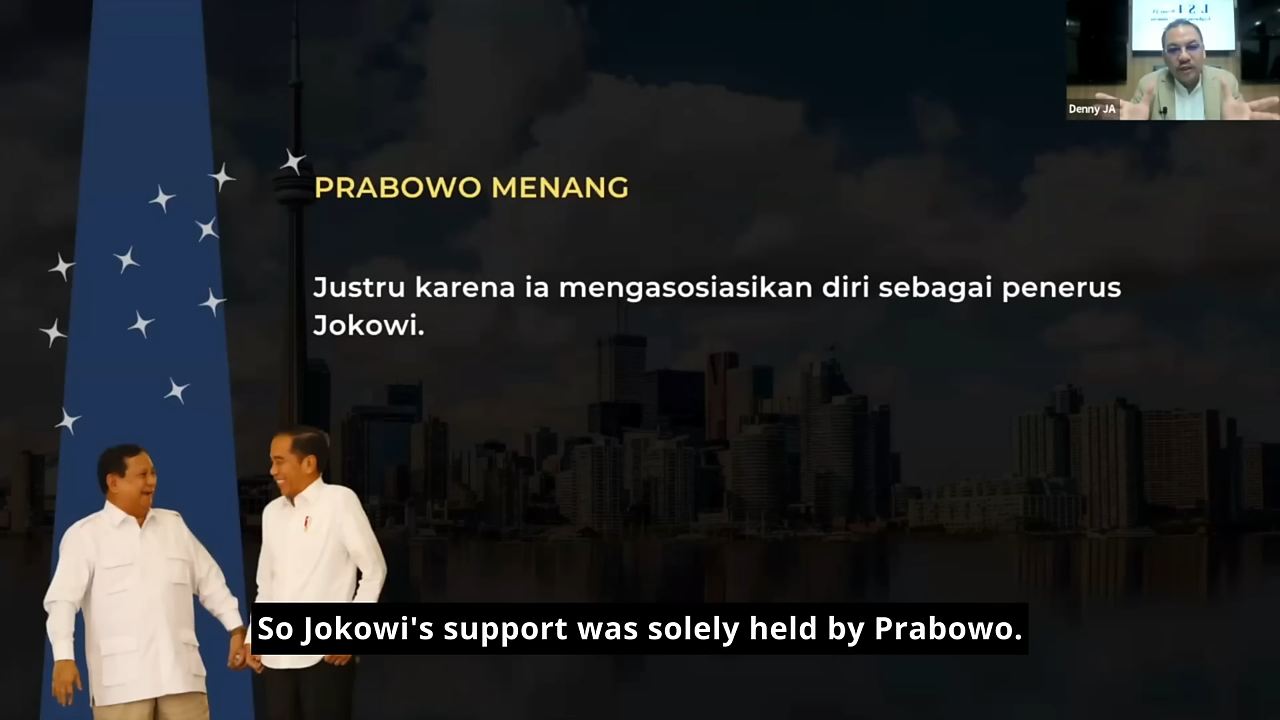 Denny JA
PRABOWO MENANG
Justru karena ia mengasosiasikan diri sebagai penerus
Jokowi.
So Jokowi's support was solely held by Prabowo.